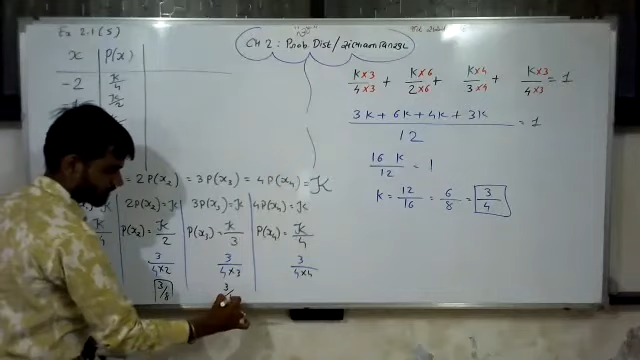 Ex 2.1 (5)
CH 2 : Prob. Dist /
x P(x)
-2 K/4
-1 K/2
K×3/4×3 + K×6/2×6 + K×4/3×4 + K×3/4×3 = 1
3K + 6K + 4K + 3K / 12 = 1
16 K / 12 = 1
K = 12/16 = 6/8 = 3/4
= 2P(x₂) = 3P(x₃) = 4P(x₄) = K
= K 2P(x₂) = K 3P(x₃) = K 4P(x₄) = K
P(x₂) = K/2 P(x₃) = K/3 P(x₄) = K/4
3/4×2 3/4×3 3/4×4
3/8 3/